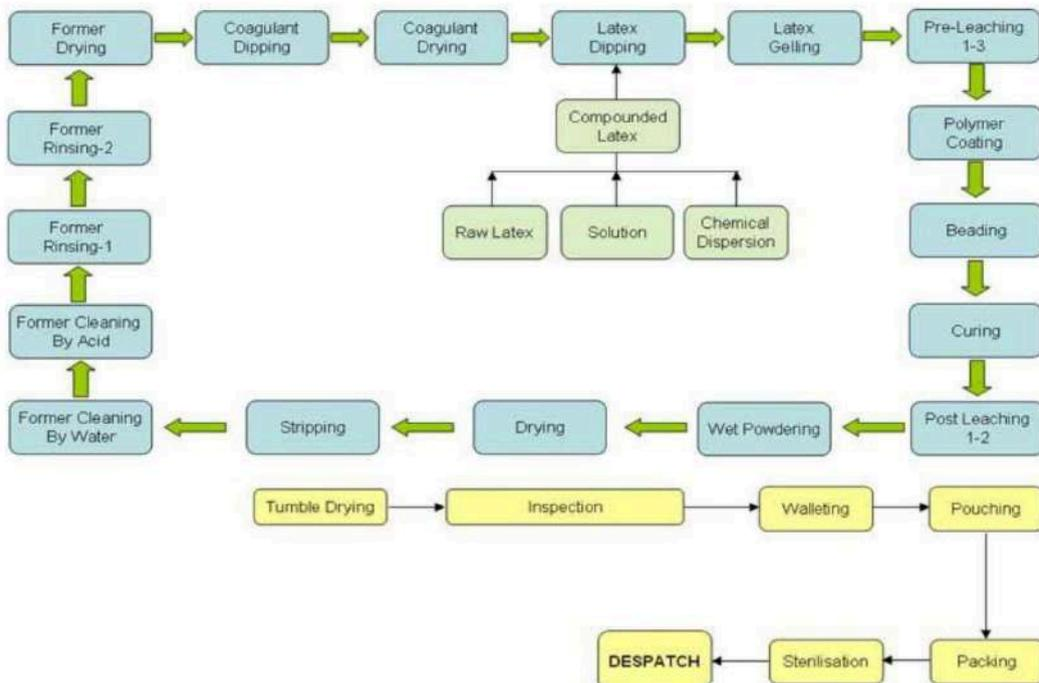 Former
Drying
Coagulant
Dipping
Coagulant
Drying
Latex
Dipping
Latex
Gelling
Pre-Leaching
1-3
Former
Rinsing-2
Compounded
Latex
Polymer
Coating
Former
Rinsing-1
Raw Latex
Solution
Chemical
Dispersion
Beading
Former Cleaning
By Acid
Curing
Former Cleaning
By Water
Stripping
Drying
Wet Powdering
Post Leaching
1-2
Tumble Drying
Inspection
Walleting
Pouching
DESPATCH
Sterilisation
Packing